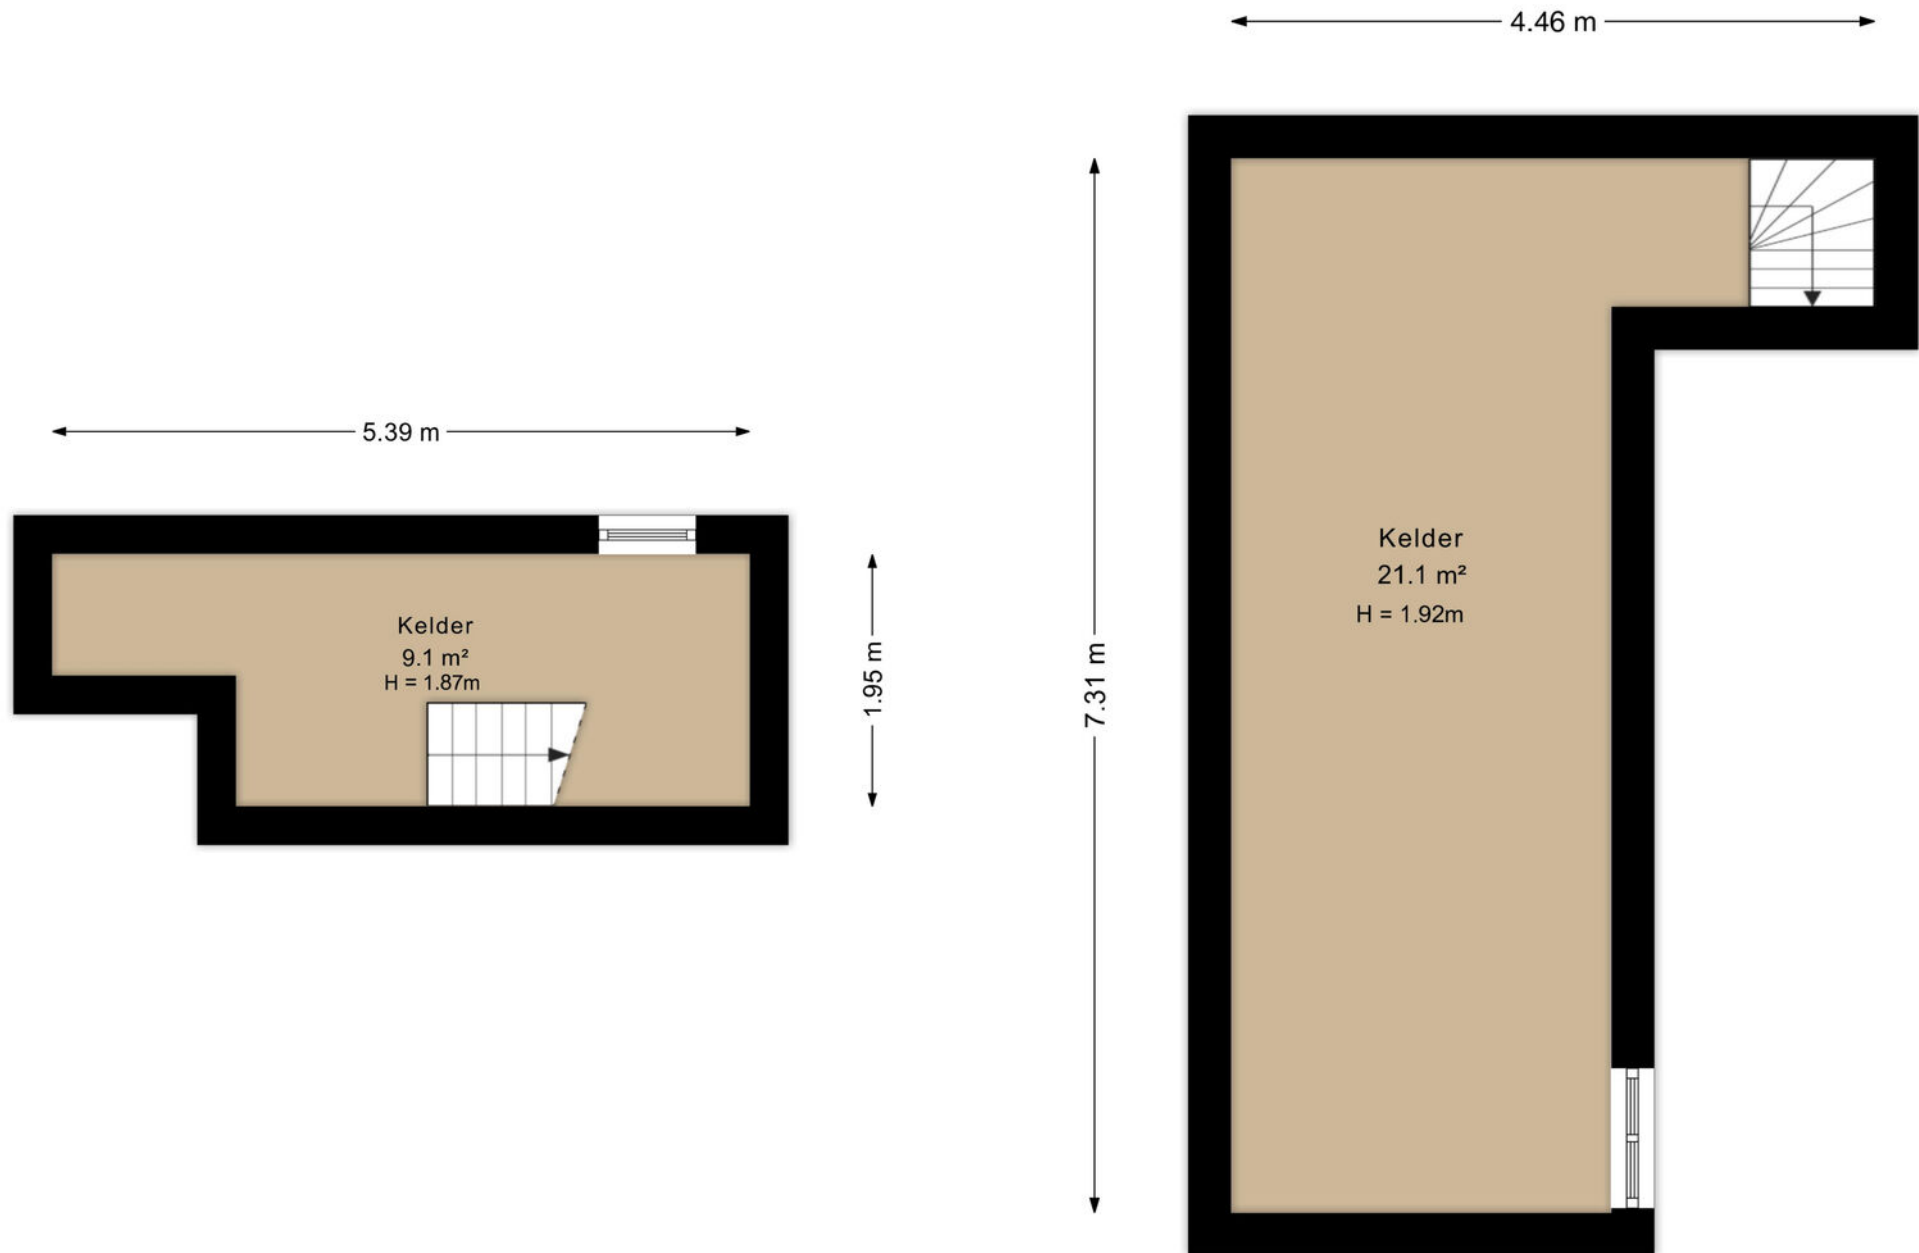 4.46 m
5.39 m
Kelder
9.1 m²
H = 1.87m
1.95 m
7.31 m
Kelder
21.1 m²
H = 1.92m